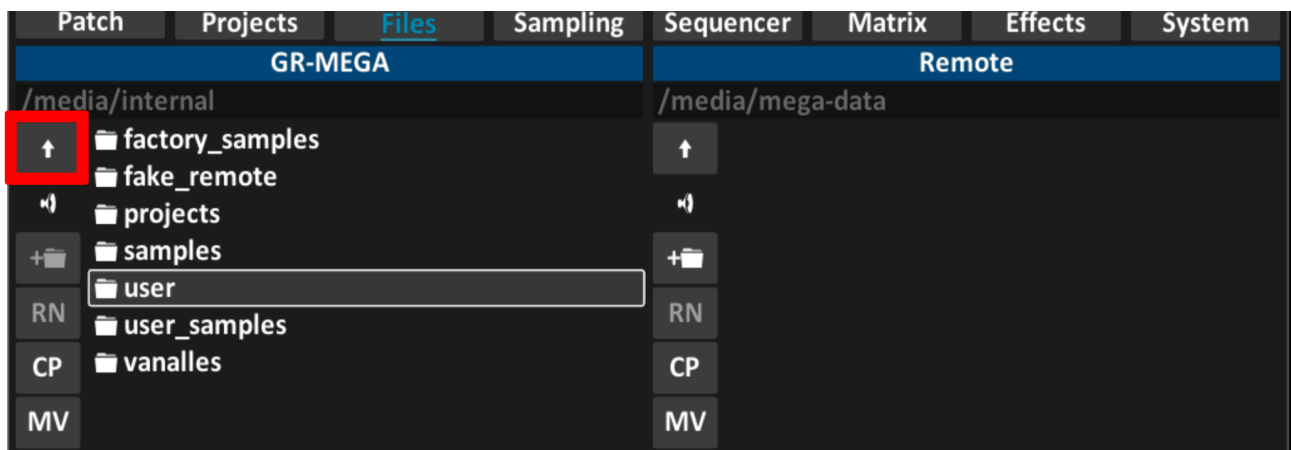 Patch Projects Files Sampling Sequencer Matrix Effects System
GR-MEGA
/media/internal
factory_samples
fake_remote
projects
samples
+ user
RN user_samples
CP vanalles
MV
Remote
/media/mega-data
+
RN
CP
MV